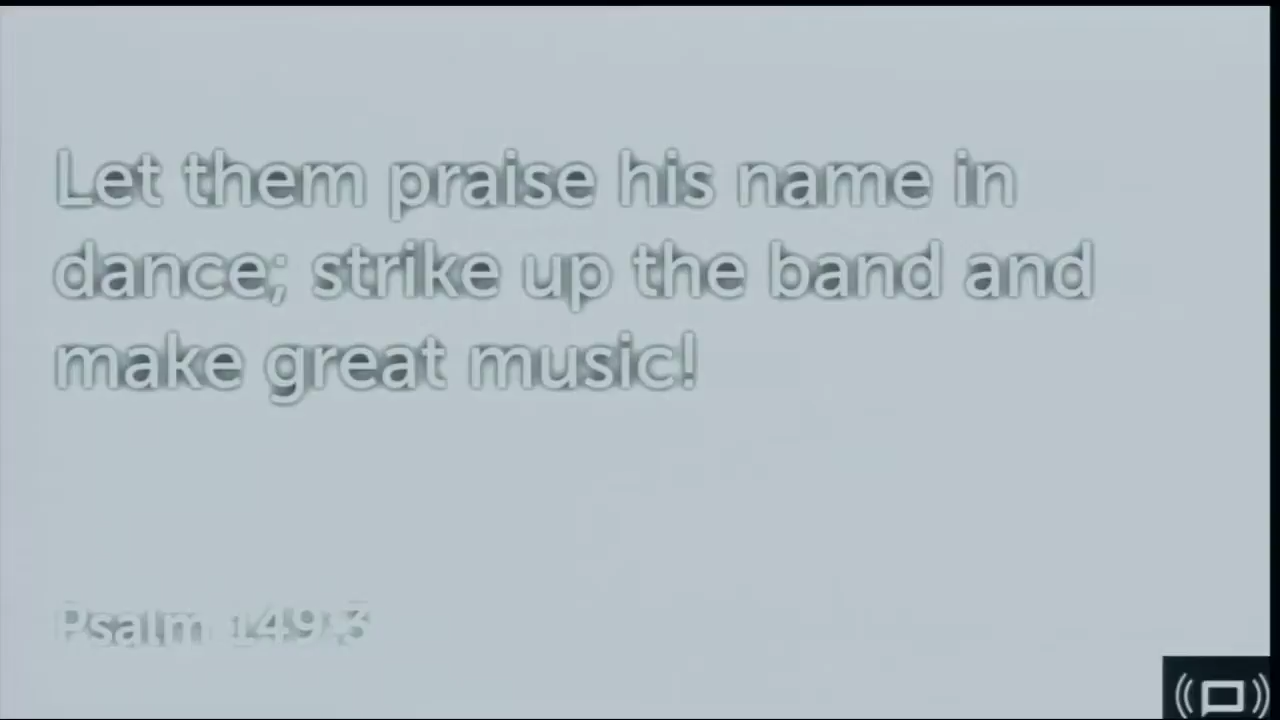 Let them praise his name in
dance; strike up the band and
make great music!
Psalm 149:3